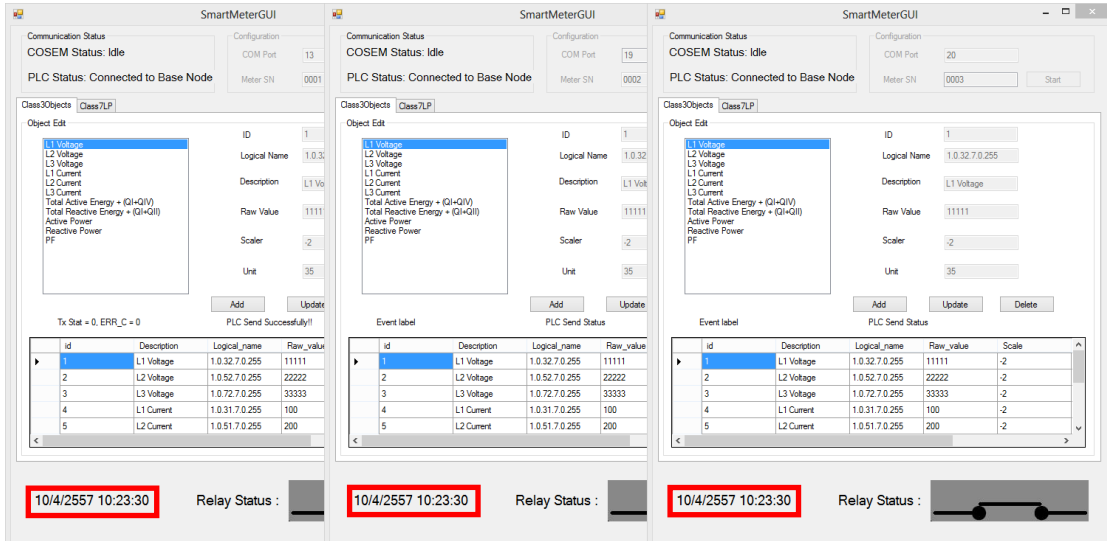 SmartMeterGUI
Communication Status
COSEM Status: Idle
PLC Status: Connected to Base Node
Configuration
COM Port 13
Meter SN 0001
Class3Objects Class7LP
Object Edit
L1 Voltage
L2 Voltage
L3 Voltage
L1 Current
L2 Current
L3 Current
Total Active Energy + (QI+QIV)
Total Reactive Energy + (QI+QII)
Active Power
Reactive Power
PF
ID 1
Logical Name 1.0.32
Description L1 Vo
Raw Value 1111
Scaler -2
Unit 35
Add Update
Tx Stat = 0, ERR_C = 0 PLC Send Successfully!!
id Description Logical_name Raw_value
1 L1 Voltage 1.0.32.7.0.255 11111
2 L2 Voltage 1.0.52.7.0.255 22222
3 L3 Voltage 1.0.72.7.0.255 33333
4 L1 Current 1.0.31.7.0.255 100
5 L2 Current 1.0.51.7.0.255 200
10/4/2557 10:23:30 Relay Status :
SmartMeterGUI
Communication Status
COSEM Status: Idle
PLC Status: Connected to Base Node
Configuration
COM Port 19
Meter SN 0002
Class3Objects Class7LP
Object Edit
L1 Voltage
L2 Voltage
L3 Voltage
L1 Current
L2 Current
L3 Current
Total Active Energy + (QI+QIV)
Total Reactive Energy + (QI+QII)
Active Power
Reactive Power
PF
ID 1
Logical Name 1.0.32
Description L1 Volt
Raw Value 11111
Scaler -2
Unit 35
Add Update
Event label PLC Send Status
id Description Logical_name Raw_value
1 L1 Voltage 1.0.32.7.0.255 11111
2 L2 Voltage 1.0.52.7.0.255 22222
3 L3 Voltage 1.0.72.7.0.255 33333
4 L1 Current 1.0.31.7.0.255 100
5 L2 Current 1.0.51.7.0.255 200
10/4/2557 10:23:30 Relay Status :
SmartMeterGUI
Communication Status
COSEM Status: Idle
PLC Status: Connected to Base Node
Configuration
COM Port 20
Meter SN 0003 Start
Class3Objects Class7LP
Object Edit
L1 Voltage
L2 Voltage
L3 Voltage
L1 Current
L2 Current
L3 Current
Total Active Energy + (QI+QIV)
Total Reactive Energy + (QI+QII)
Active Power
Reactive Power
PF
ID 1
Logical Name 1.0.32.7.0.255
Description L1 Voltage
Raw Value 11111
Scaler -2
Unit 35
Add Update Delete
Event label PLC Send Status
id Description Logical_name Raw_value Scale
1 L1 Voltage 1.0.32.7.0.255 11111 -2
2 L2 Voltage 1.0.52.7.0.255 22222 -2
3 L3 Voltage 1.0.72.7.0.255 33333 -2
4 L1 Current 1.0.31.7.0.255 100 -2
5 L2 Current 1.0.51.7.0.255 200 -2
10/4/2557 10:23:30 Relay Status :